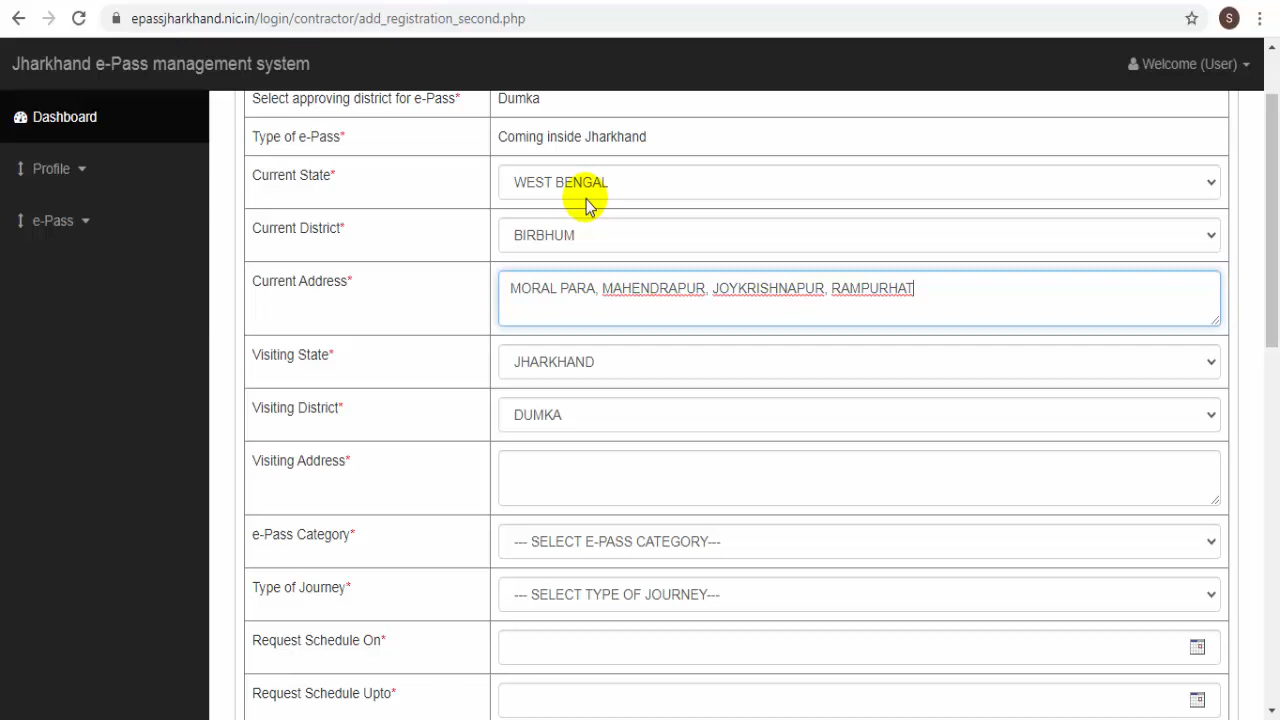 epassjharkhand.nic.in/login/contractor/add_registration_second.php
S
Jharkhand e-Pass management system
Welcome (User)
Dashboard
Profile
e-Pass
Select approving district for e-Pass* Dumka
Type of e-Pass* Coming inside Jharkhand
Current State* WEST BENGAL
Current District* BIRBHUM
Current Address* MORAL PARA, MAHENDRAPUR, JOYKRISHNAPUR, RAMPURHAT
Visiting State* JHARKHAND
Visiting District* DUMKA
Visiting Address*
e-Pass Category* --- SELECT E-PASS CATEGORY---
Type of Journey* --- SELECT TYPE OF JOURNEY---
Request Schedule On*
Request Schedule Upto*